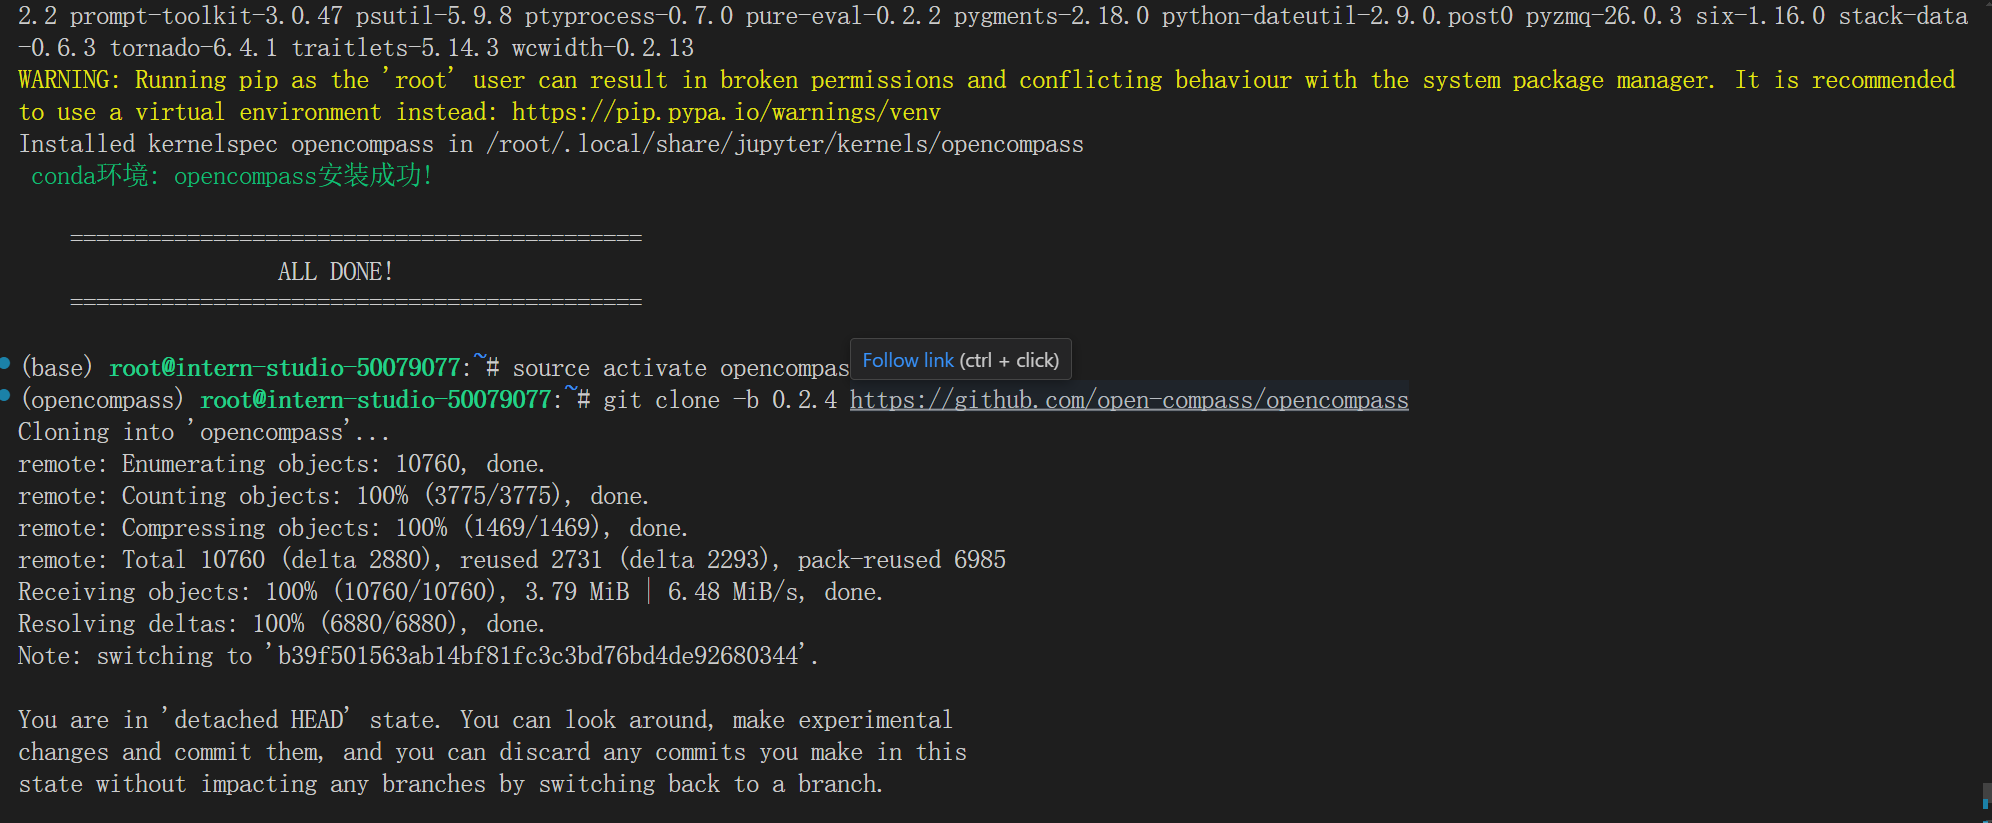 2.2 prompt-toolkit-3.0.47 psutil-5.9.8 ptyprocess-0.7.0 pure-eval-0.2.2 pygments-2.18.0 python-dateutil-2.9.0.post0 pyzmq-26.0.3 six-1.16.0 stack-data
-0.6.3 tornado-6.4.1 traitlets-5.14.3 wcwidth-0.2.13
WARNING: Running pip as the 'root' user can result in broken permissions and conflicting behaviour with the system package manager. It is recommended
to use a virtual environment instead: https://pip.pypa.io/warnings/venv
Installed kernelspec opencompass in /root/.local/share/jupyter/kernels/opencompass
conda环境: opencompass安装成功!
============================================
ALL DONE!
============================================
Follow link (ctrl + click)
(base) root@intern-studio-50079077:~# source activate opencompas
(opencompass) root@intern-studio-50079077:~# git clone -b 0.2.4 https://github.com/open-compass/opencompass
Cloning into 'opencompass'...
remote: Enumerating objects: 10760, done.
remote: Counting objects: 100% (3775/3775), done.
remote: Compressing objects: 100% (1469/1469), done.
remote: Total 10760 (delta 2880), reused 2731 (delta 2293), pack-reused 6985
Receiving objects: 100% (10760/10760), 3.79 MiB | 6.48 MiB/s, done.
Resolving deltas: 100% (6880/6880), done.
Note: switching to 'b39f501563ab14bf81fc3c3bd76bd4de92680344'.
You are in 'detached HEAD' state. You can look around, make experimental
changes and commit them, and you can discard any commits you make in this
state without impacting any branches by switching back to a branch.